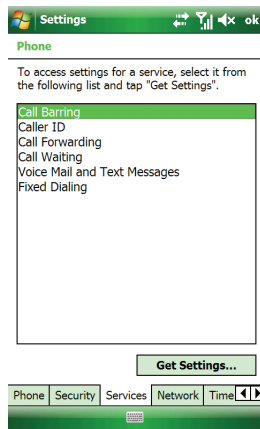 Settings
ok
Phone
To access settings for a service, select it from
the following list and tap "Get Settings".
Call Barring
Caller ID
Call Forwarding
Call Waiting
Voice Mail and Text Messages
Fixed Dialing
Get Settings...
Phone Security Services Network Time